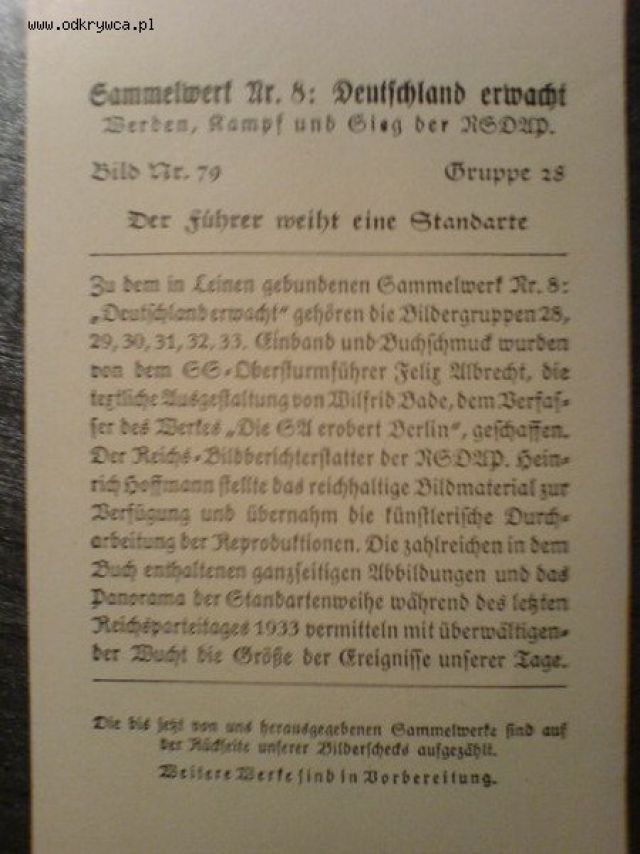 www.odkrywca.pl
Sammelwerk Nr. 8: Deutschland erwacht
Werden, Kampf und Sieg der NSDAP.
Bild Nr. 79 Gruppe 28
Der Führer weiht eine Standarte
Zu dem in Leinen gebundenen Sammelwerk Nr. 8:
„Deutschland erwacht“ gehören die Bildergruppen 28,
29, 30, 31, 32, 33. Einband und Buchschmuck wurden
von dem SS-Obersturmführer Felix Albrecht, die
textliche Ausgestaltung von Wilfrid Bade, dem Verfas-
ser des Werkes „Die SA erobert Berlin“, geschaffen.
Der Reichs-Bildberichterstatter der NSDAP. Hein-
rich Hoffmann stellte das reichhaltige Bildmaterial zur
Verfügung und übernahm die künstlerische Durch-
arbeitung der Reproduktionen. Die zahlreichen in dem
Buch enthaltenen ganzseitigen Abbildungen und das
Panorama der Standartenweihe während des letzten
Reichsparteitages 1933 vermitteln mit überwältigen-
der Wucht die Größe der Ereignisse unserer Tage.
Die bis jetzt von uns herausgegebenen Sammelwerke sind auf
der Rückseite unserer Bilderschecks aufgezählt.
Weitere Werke sind in Vorbereitung.